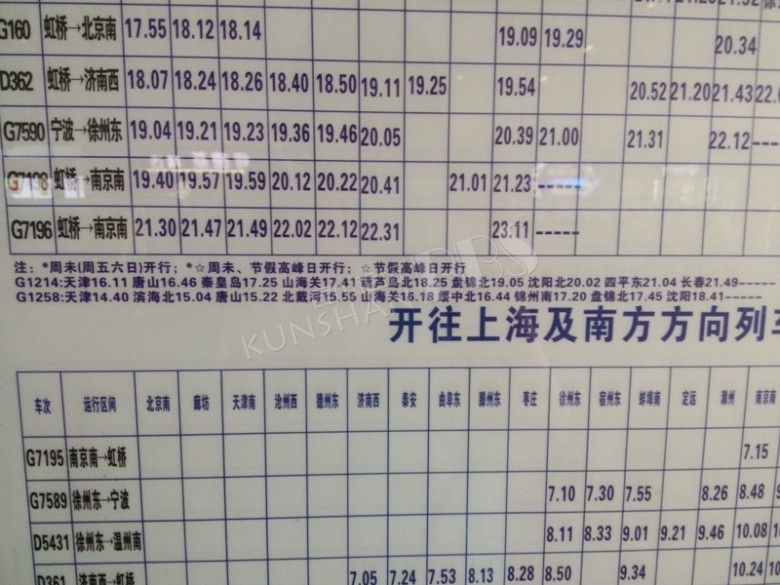 G160 虹桥→北京南 17.55 18.12 18.14 19.09 19.29 20.34
D362 虹桥→济南西 18.07 18.24 18.26 18.40 18.50 19.11 19.25 19.54 20.52 21.20 21.43
G7590 宁波→徐州东 19.04 19.21 19.23 19.36 19.46 20.05 20.39 21.00 21.31 22.12 ----
G7198 虹桥→南京南 19.40 19.57 19.59 20.12 20.22 20.41 21.01 21.23 -----
G7196 虹桥→南京南 21.30 21.47 21.49 22.02 22.12 22.31 23.11 -----
注: *周末(周五六日)开行; *☆周末、节假高峰日开行; ☆节假高峰日开行
G1214:天津16.11 唐山16.46 秦皇岛17.25 山海关17.41 葫芦岛北18.25 盘锦北19.05 沈阳北20.02 四平东21.04 长春21.49-----
G1258:天津14.40 滨海北15.04 唐山15.22 北戴河15.55 山海关16.18 绥中北16.44 锦州南17.20 盘锦北17.45 沈阳18.41-----
KUNSHAN BBS
开往上海及南方方向列车
车次 运行区间 北京南 廊坊 天津南 沧州西 德州东 济南西 泰安 曲阜东 滕州东 枣庄 徐州东 宿州东 蚌埠南 定远 滁州 南京南
G7195 南京南→虹桥 7.15
G7589 徐州东→宁波 7.10 7.30 7.55 8.26 8.48
D5431 徐州东→温州南 8.11 8.33 9.01 9.21 9.46 10.08
D361 济南西→虹桥 7.05 7.24 7.53 8.13 8.28 8.50 9.34 10.24